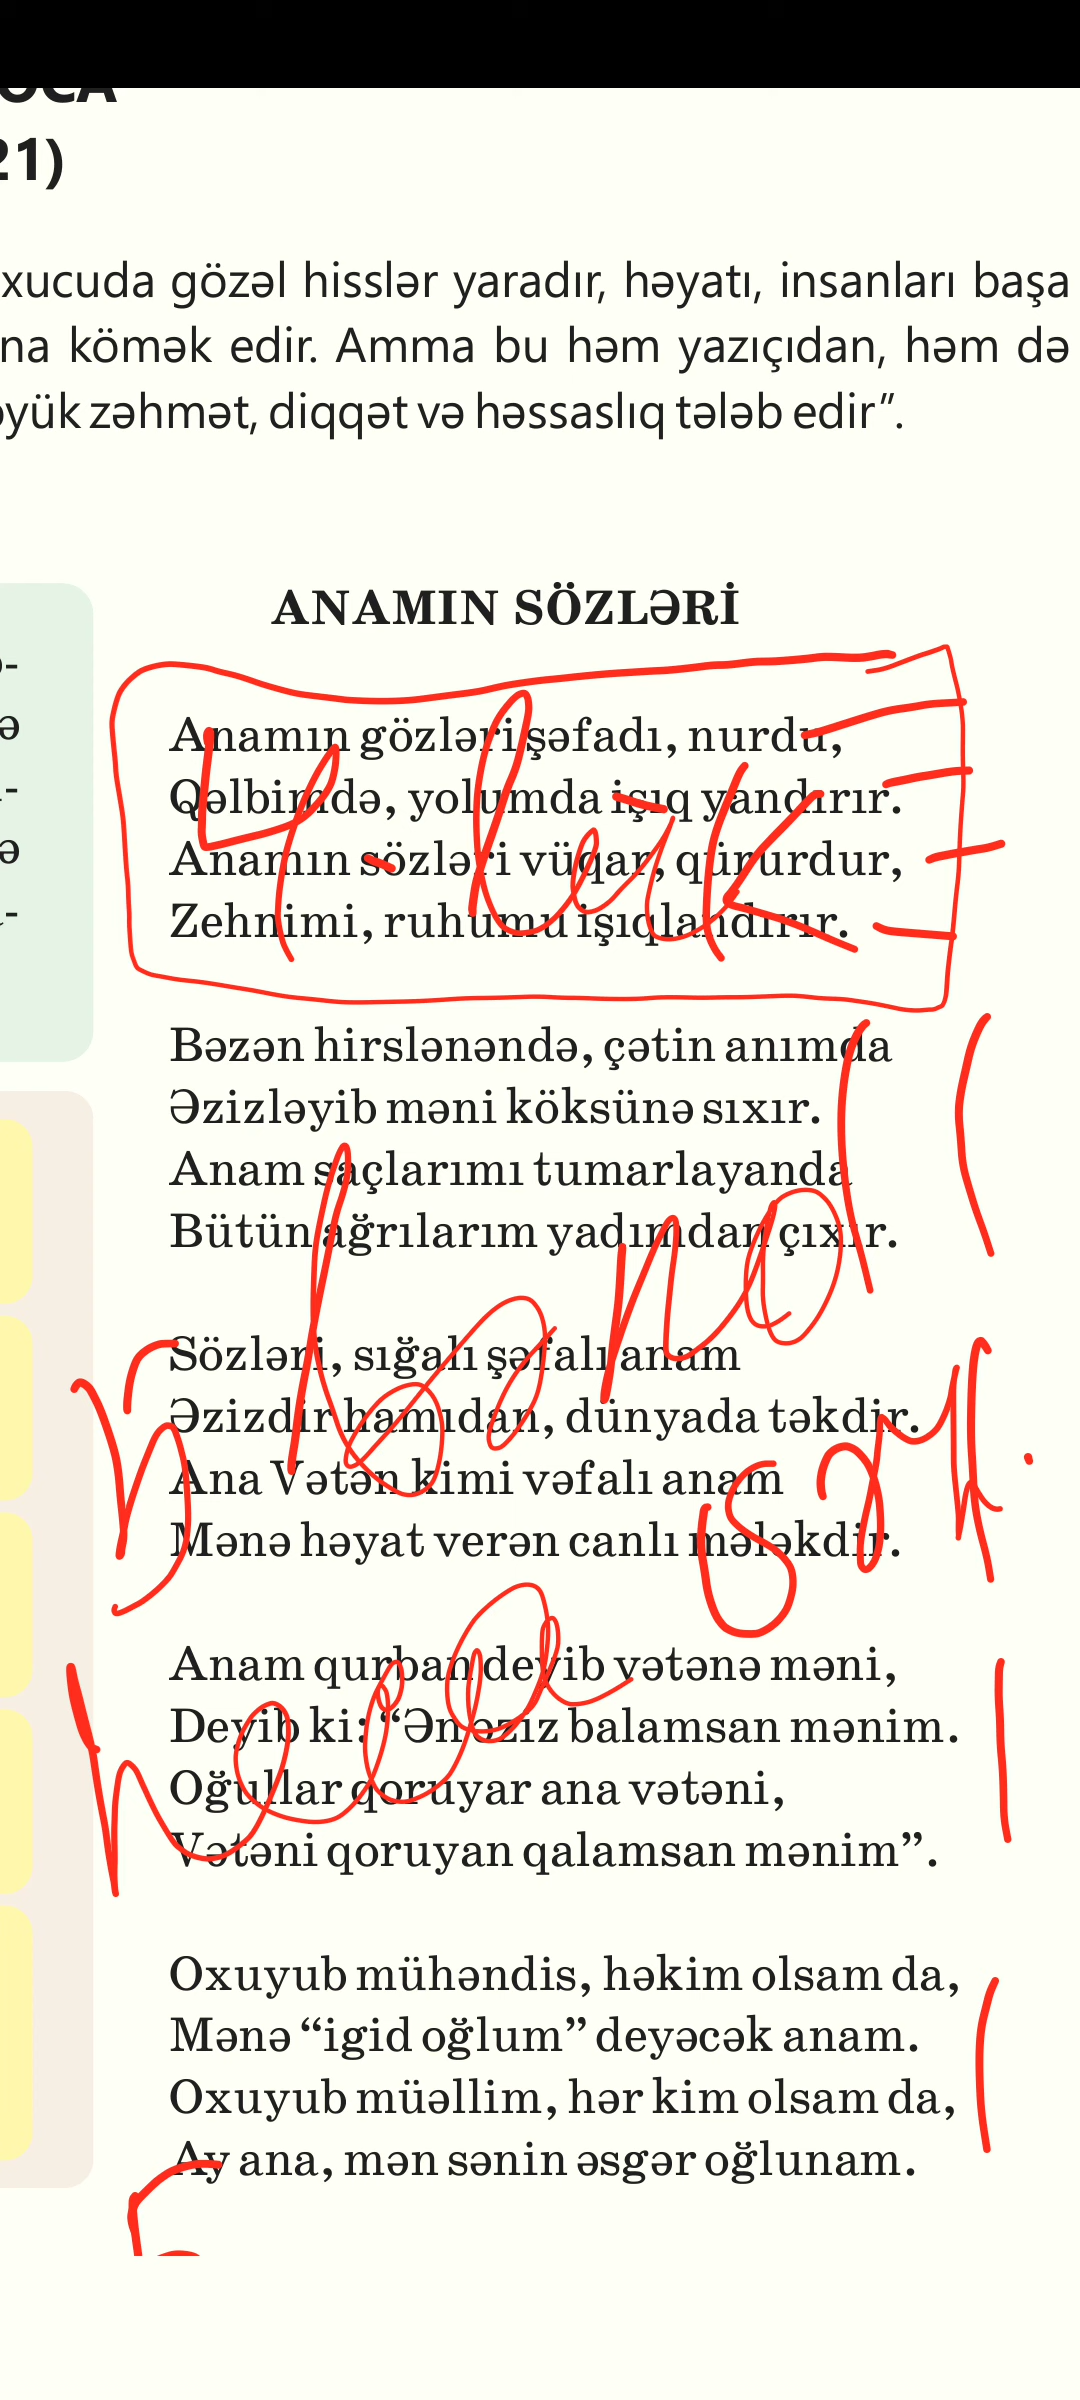 OCA
21)
xucuda gözəl hisslər yaradır, həyatı, insanları başa
na kömək edir. Amma bu həm yazıçıdan, həm də
yük zəhmət, diqqət və həssaslıq tələb edir”.
ANAMIN SÖZLƏRİ
Anamın gözləri şəfadı, nurdu,
Qəlbimdə, yolumda işıq yandırır.
Anamın sözləri vüqar, qürurdur,
Zehnimi, ruhumu işıqlandırır.
4-lük
Bəzən hirslənəndə, çətin anımda
Əzizləyib məni köksünə sıxır.
Anam saçlarımı tumarlayanda
Bütün ağrılarım yadımdan çıxır.
Sözləri, sığalı şəfalı anam
Əzizdir hamıdan, dünyada təkdir.
Ana Vətən kimi vəfalı anam
Mənə həyat verən canlı mələkdir.
5 bənd
Anam qurban deyib vətənə məni,
Deyib ki: “Ən əziz balamsan mənim.
Oğullar qoruyar ana vətəni,
Vətəni qoruyan qalamsan mənim”.
Oxuyub mühəndis, həkim olsam da,
Mənə “igid oğlum” deyəcək anam.
Oxuyub müəllim, hər kim olsam da,
Ay ana, mən sənin əsgər oğlunam.